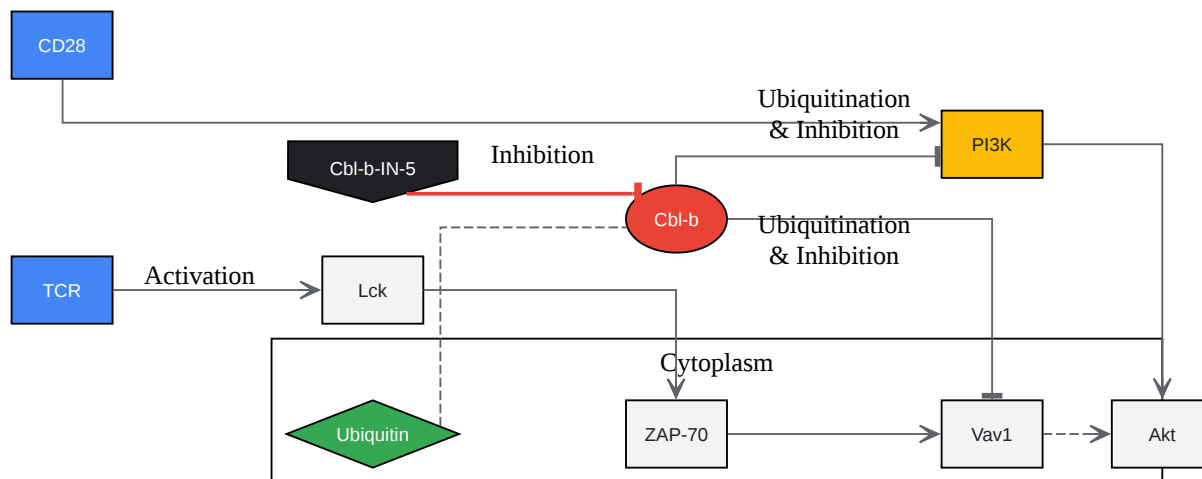 CD28
Ubiquitination
& Inhibition
PI3K
Inhibition
Cbl-b-IN-5
Cbl-b
Ubiquitination
& Inhibition
Activation
TCR
Lck
Cytoplasm
Ubiquitin
ZAP-70
Vav1
Akt